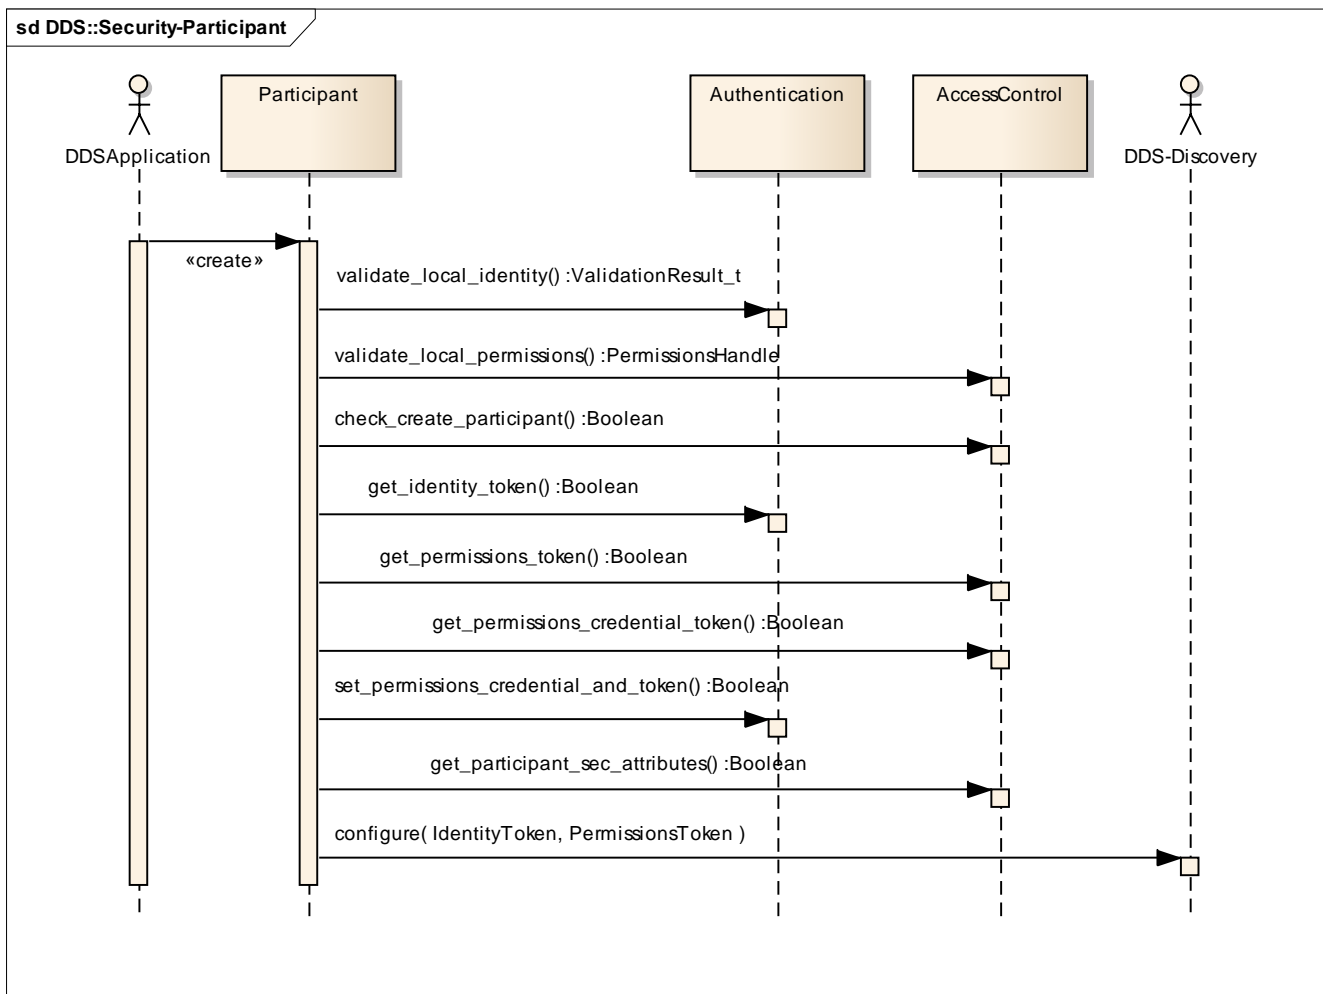 sd DDS::Security-Participant
Participant
Authentication
AccessControl
DDSApplication
DDS-Discovery
«create»
validate_local_identity() :ValidationResult_t
validate_local_permissions() :PermissionsHandle
check_create_participant() :Boolean
get_identity_token() :Boolean
get_permissions_token() :Boolean
get_permissions_credential_token() :Boolean
set_permissions_credential_and_token() :Boolean
get_participant_sec_attributes() :Boolean
configure( IdentityToken, PermissionsToken )